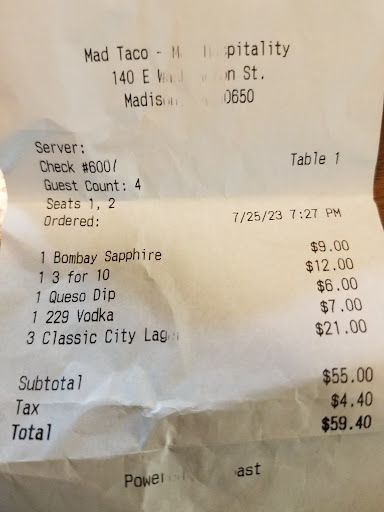 Mad Taco -
140 E St.
Table 1
Server:
Check #6007
Guest Count: 4
Seats 1, 2
Ordered: 7/25/23 7:27 PM
1 Bombay Sapphire $9.00
1 3 for 10 $12.00
1 Queso Dip $6.00
1 229 Vodka $7.00
3 Classic City $21.00
Subtotal $55.00
Tax $4.40
Total $59.40